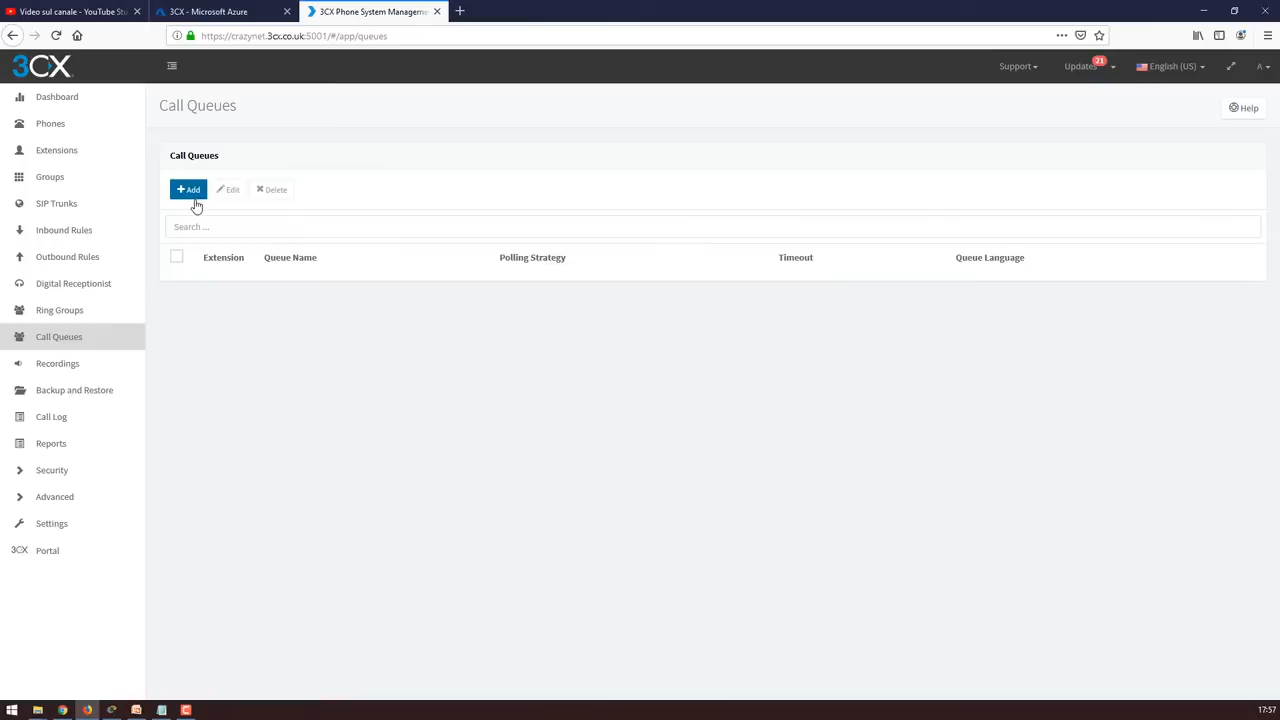 Video sul canale - YouTube Stu
3CX - Microsoft Azure
3CX Phone System Manageme
https://crazynet.3cx.co.uk:5001/#/app/queues
3CX
Support
Updates
21
English (US)
A
Dashboard
Phones
Extensions
Groups
SIP Trunks
Inbound Rules
Outbound Rules
Digital Receptionist
Ring Groups
Call Queues
Recordings
Backup and Restore
Call Log
Reports
Security
Advanced
Settings
3CX Portal
Call Queues
Help
Call Queues
Add Edit Delete
Search ...
Extension Queue Name Polling Strategy Timeout Queue Language
17:57